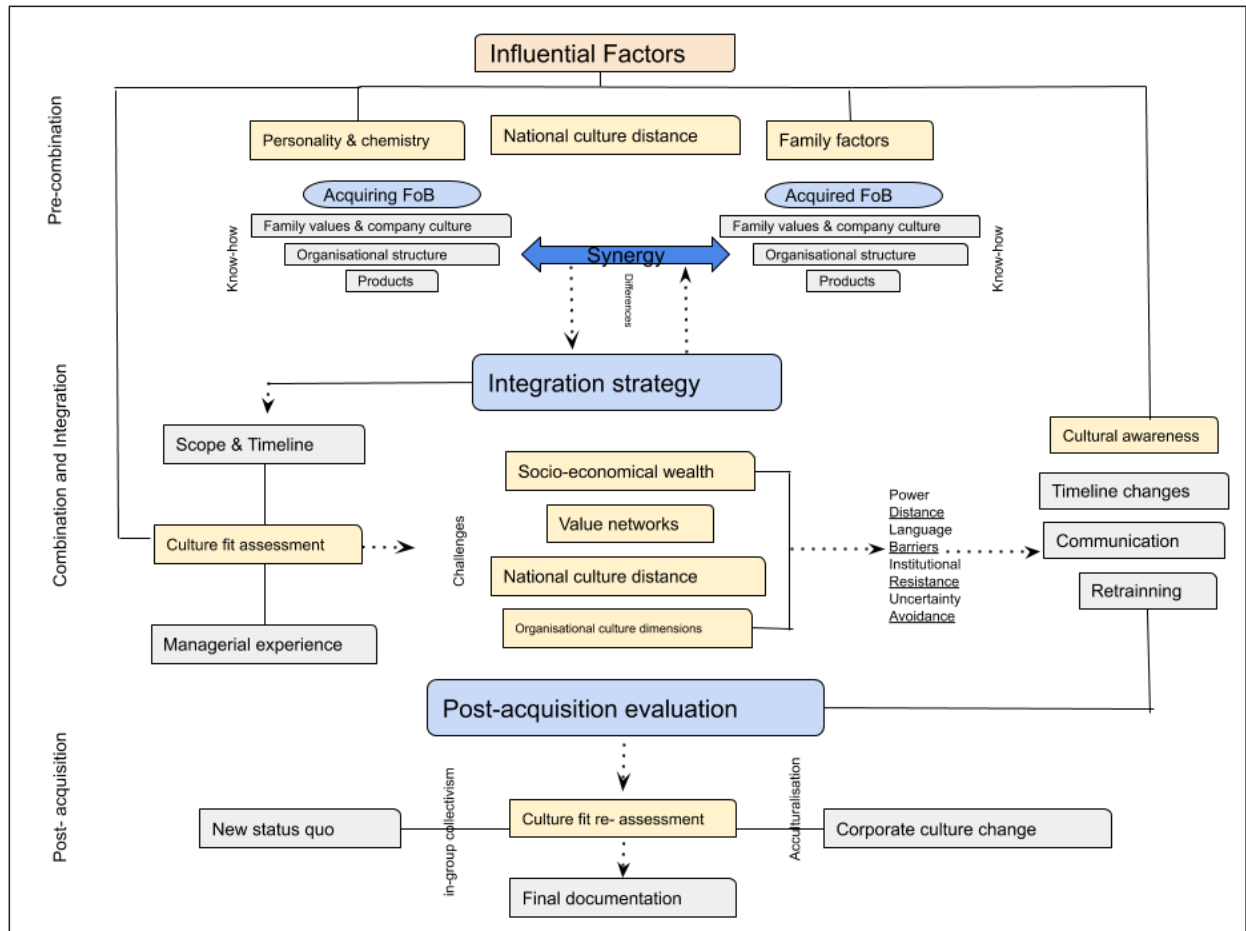 Influential Factors
Pre-combination
Personality & chemistry
National culture distance
Family factors
Acquiring FoB
Acquired FoB
Know-how
Family values & company culture
Organisational structure
Products
Synergy
Differences
Family values & company culture
Organisational structure
Products
Know-how
Combination and Integration
Integration strategy
Scope & Timeline
Culture fit assessment
Managerial experience
Challenges
Socio-economical wealth
Value networks
National culture distance
Organisational culture dimensions
Power
Distance
Language
Barriers
Institutional
Resistance
Uncertainty
Avoidance
Cultural awareness
Timeline changes
Communication
Retrainning
Post- acquisition
Post-acquisition evaluation
New status quo
in-group collectivism
Culture fit re- assessment
Acculturalisation
Corporate culture change
Final documentation